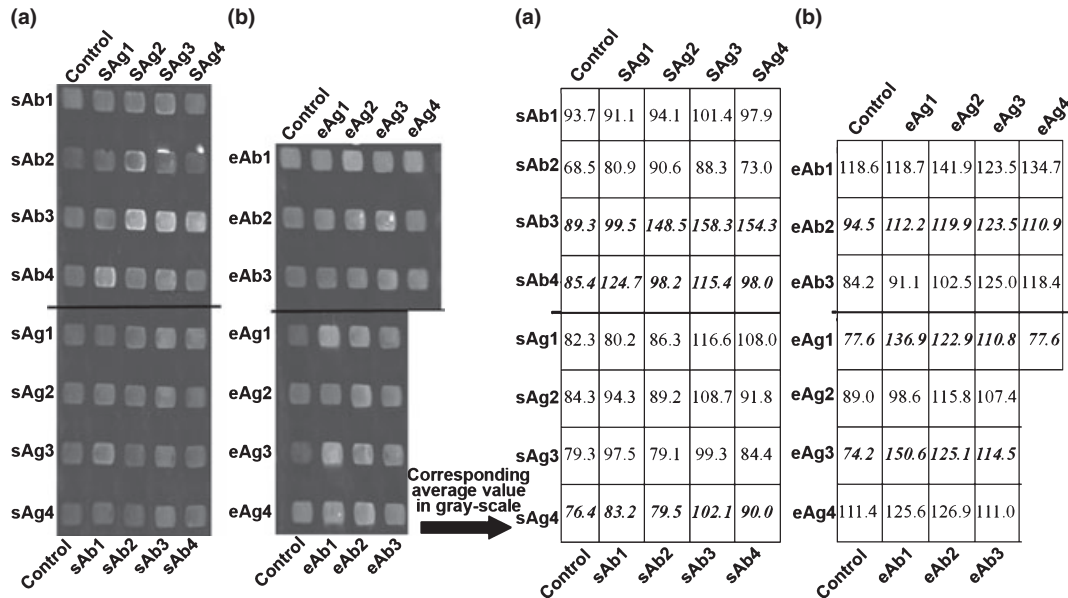 (a)
Control SAg1 SAg2 SAg3 SAg4
sAb1
sAb2
sAb3
sAb4
sAg1
sAg2
sAg3
sAg4
Control sAb1 sAb2 sAb3 sAb4
(b)
Control eAg1 eAg2 eAg3 eAg4
eAb1
eAb2
eAb3
eAg1
eAg2
eAg3
eAg4
Control eAb1 eAb2 eAb3
Corresponding
average value
in gray-scale
(a)
Control SAg1 SAg2 SAg3 SAg4
sAb1 93.7 91.1 94.1 101.4 97.9
sAb2 68.5 80.9 90.6 88.3 73.0
sAb3 89.3 99.5 148.5 158.3 154.3
sAb4 85.4 124.7 98.2 115.4 98.0
sAg1 82.3 80.2 86.3 116.6 108.0
sAg2 84.3 94.3 89.2 108.7 91.8
sAg3 79.3 97.5 79.1 99.3 84.4
sAg4 76.4 83.2 79.5 102.1 90.0
Control sAb1 sAb2 sAb3 sAb4
(b)
Control eAg1 eAg2 eAg3 eAg4
eAb1 118.6 118.7 141.9 123.5 134.7
eAb2 94.5 112.2 119.9 123.5 110.9
eAb3 84.2 91.1 102.5 125.0 118.4
eAg1 77.6 136.9 122.9 110.8 77.6
eAg2 89.0 98.6 115.8 107.4
eAg3 74.2 150.6 125.1 114.5
eAg4 111.4 125.6 126.9 111.0
Control eAb1 eAb2 eAb3